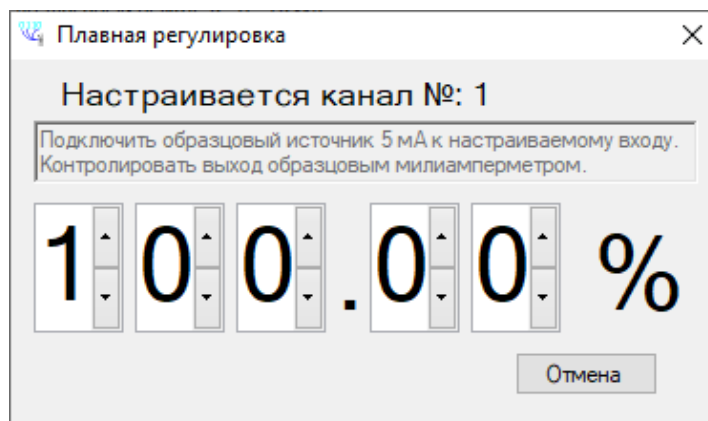 Плавная регулировка
Настраивается канал №: 1
Подключить образцовый источник 5 мА к настраиваемому входу.
Контролировать выход образцовым милиамперметром.
100.00 %
Отмена